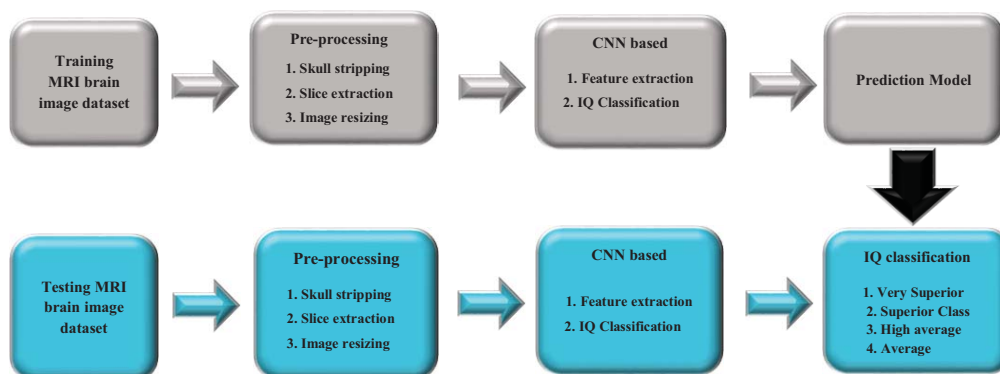 Training
MRI brain
image dataset
Pre-processing
1. Skull stripping
2. Slice extraction
3. Image resizing
CNN based
1. Feature extraction
2. IQ Classification
Prediction Model
Testing MRI
brain image
dataset
Pre-processing
1. Skull stripping
2. Slice extraction
3. Image resizing
CNN based
1. Feature extraction
2. IQ Classification
IQ classification
1. Very Superior
2. Superior Class
3. High average
4. Average